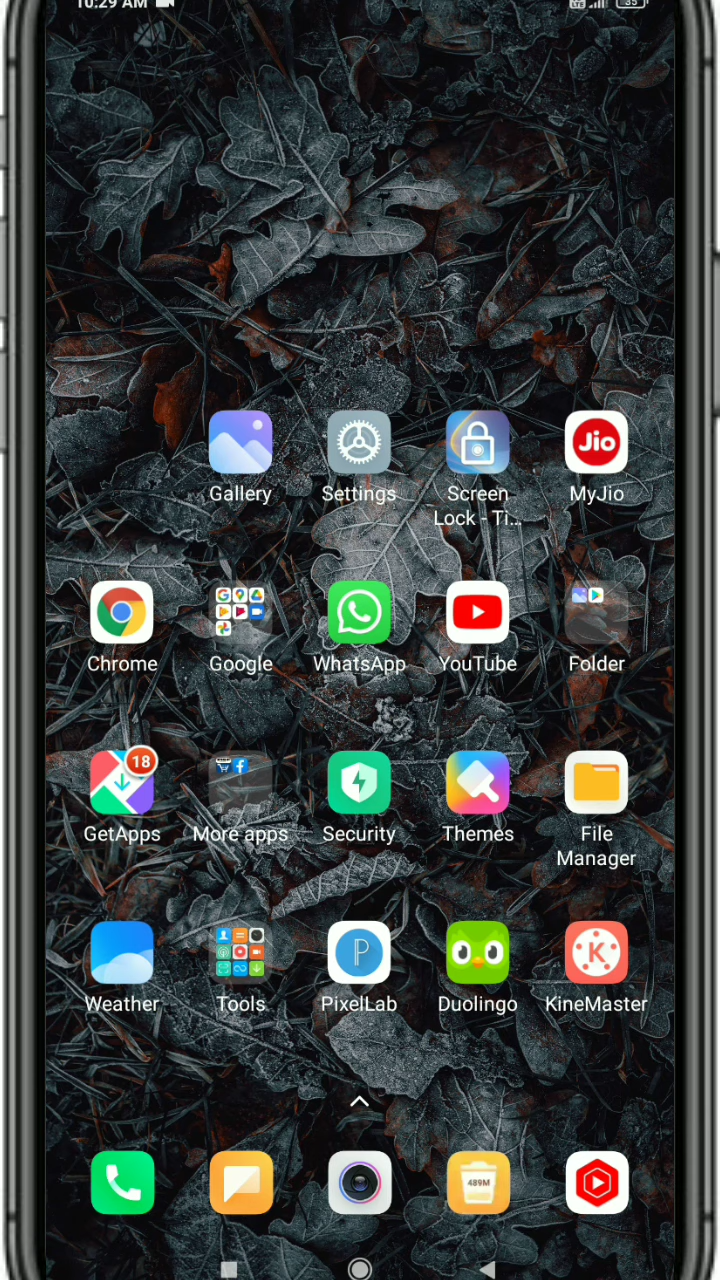 10:29 AM
35
Jio
Gallery
Settings
Screen
Lock - Ti...
MyJio
Chrome
Google
WhatsApp
YouTube
Folder
18
GetApps
More apps
Security
Themes
File
Manager
P
K
Weather
Tools
PixelLab
Duolingo
KineMaster
489M